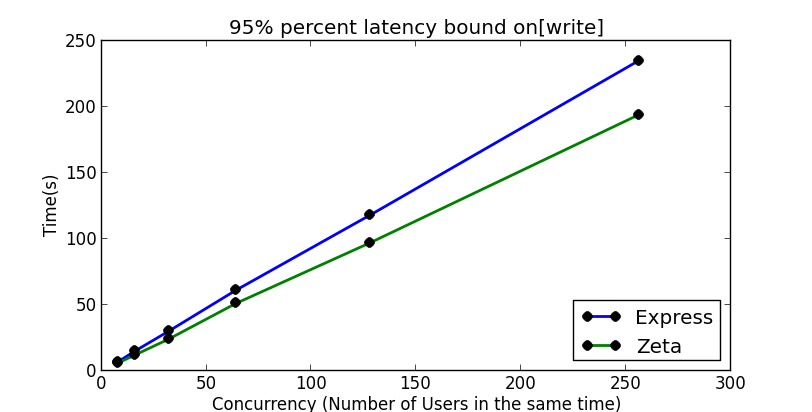 95% percent latency bound on[write]
250
200
150
100
50
0
Time(s)
Express
Zeta
0 50 100 150 200 250 300
Concurrency (Number of Users in the same time)